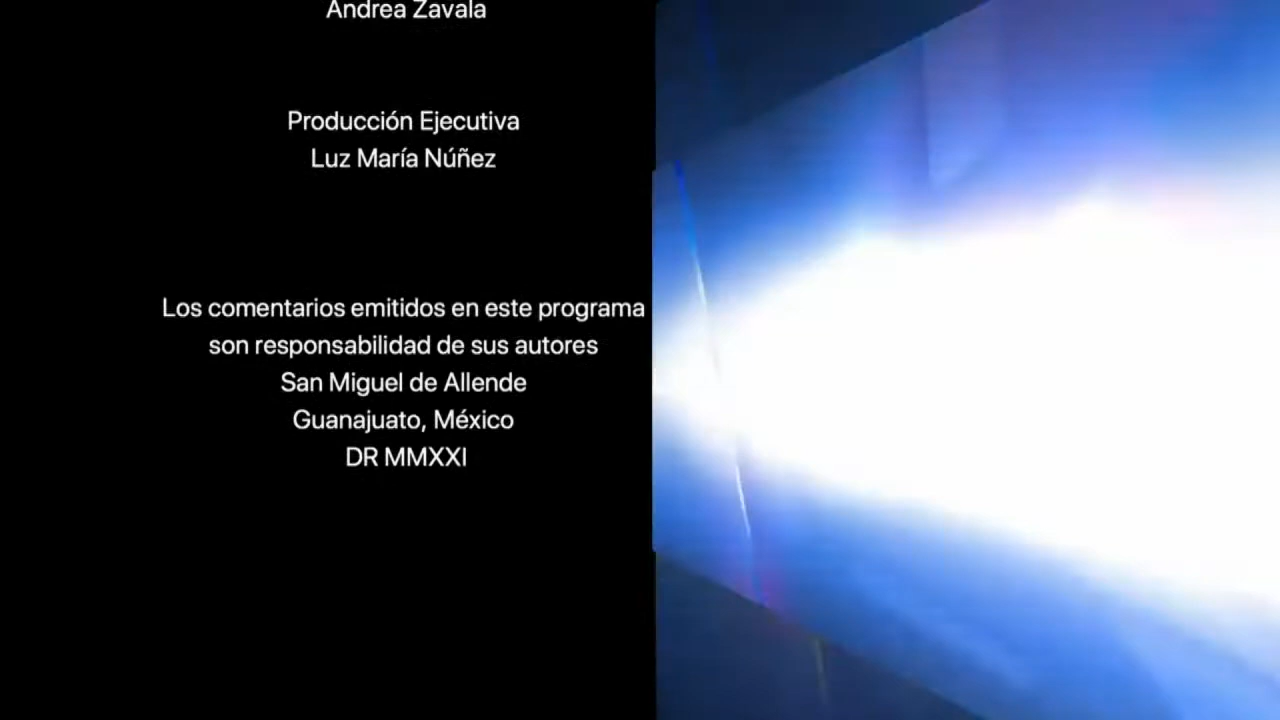 Andrea Zavala
Producción Ejecutiva
Luz María Núñez
Los comentarios emitidos en este programa
son responsabilidad de sus autores
San Miguel de Allende
Guanajuato, México
DR MMXXI